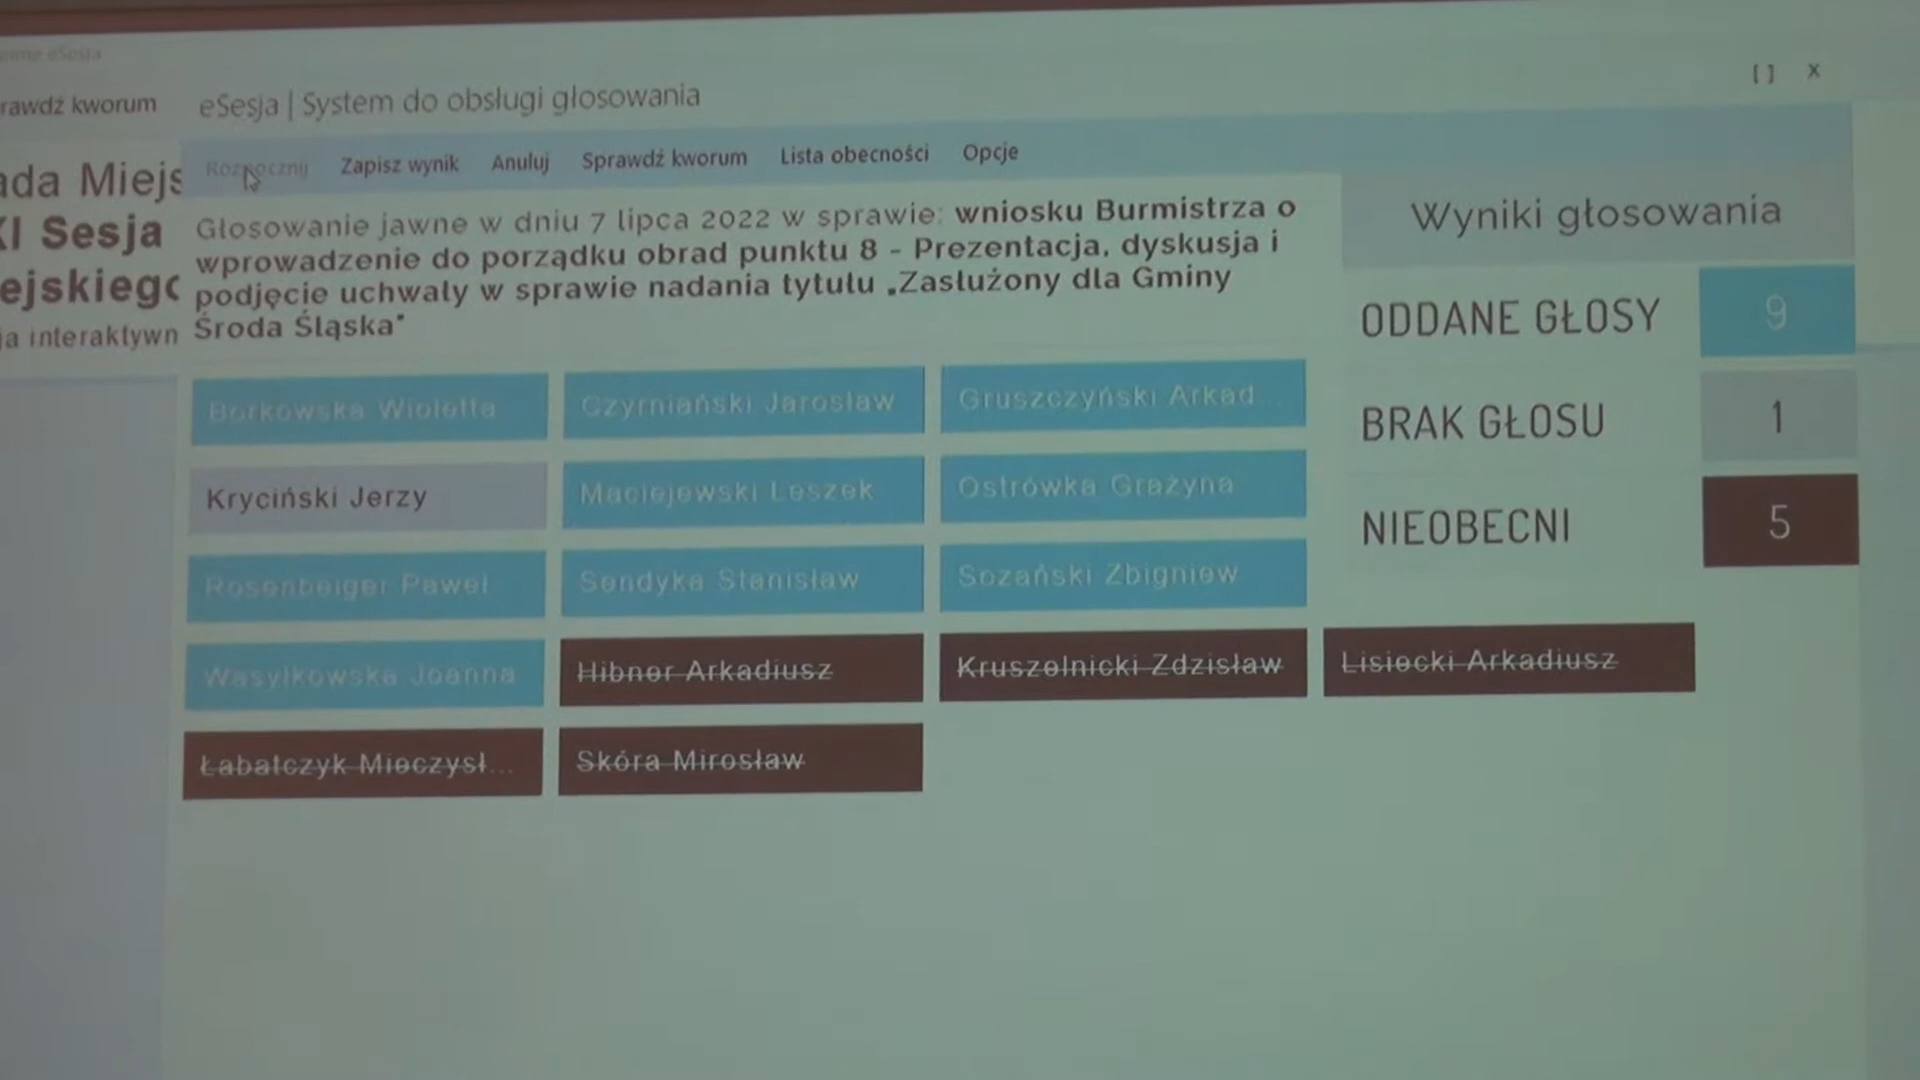 eSesja
rawdź kworum
eSesja | System do obsługi głosowania
[ ] X
ada Miejs
XI Sesja
ejskiego
ja interaktywn
Rozpocznij Zapisz wynik Anuluj Sprawdź kworum Lista obecności Opcje
Głosowanie jawne w dniu 7 lipca 2022 w sprawie: wniosku Burmistrza o
wprowadzenie do porządku obrad punktu 8 - Prezentacja, dyskusja i
podjęcie uchwały w sprawie nadania tytułu „Zasłużony dla Gminy
Środa Śląska"
Wyniki głosowania
ODDANE GŁOSY 9
BRAK GŁOSU 1
NIEOBECNI 5
Borkowska Wioletta Czyrniański Jarosław Gruszczyński Arkad...
Kryciński Jerzy Maciejewski Leszek Ostrówka Grażyna
Rosenbeiger Paweł Sendyka Stanisław Sozański Zbigniew
Wasylkowska Joanna Hibner Arkadiusz Kruszelnicki Zdzisław Lisiecki Arkadiusz
Łabatczyk Mieczysł... Skóra Mirosław